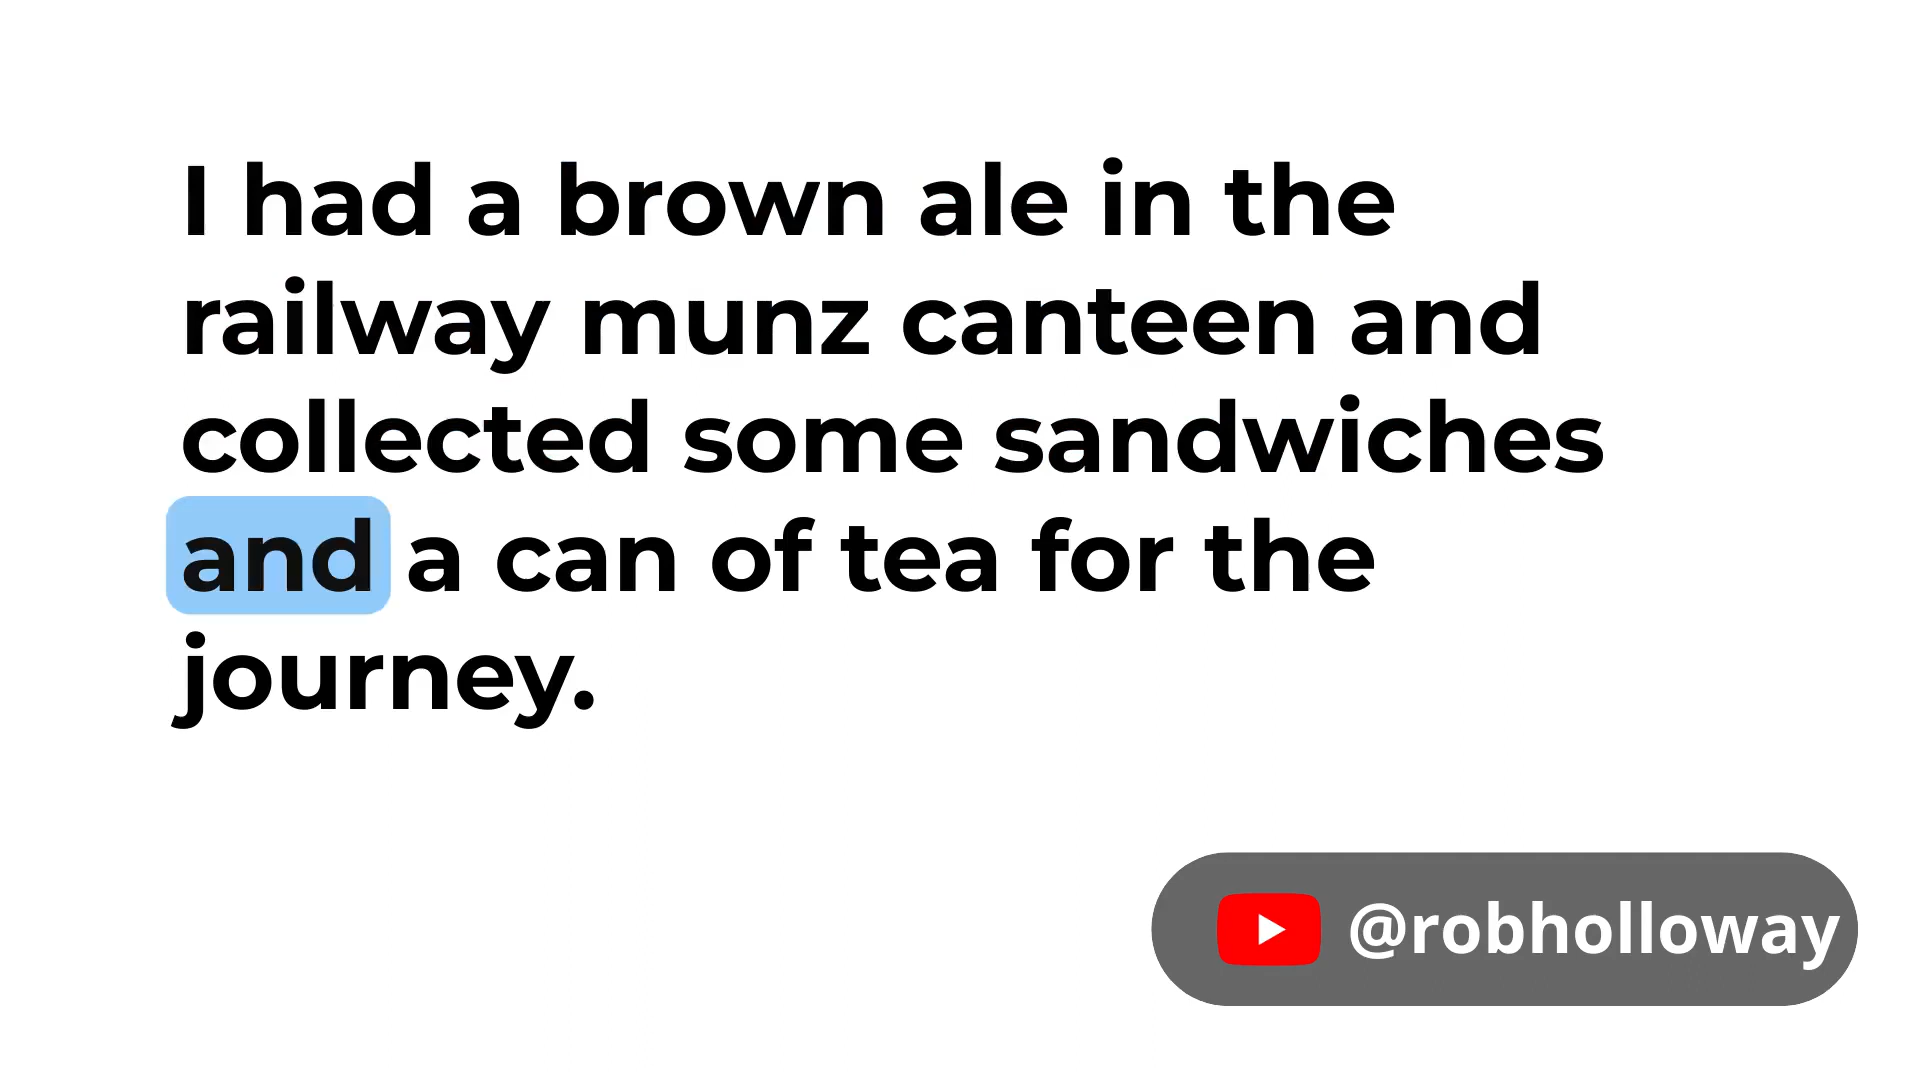 I had a brown ale in the
railway munz canteen and
collected some sandwiches
and a can of tea for the
journey.
@robholloway